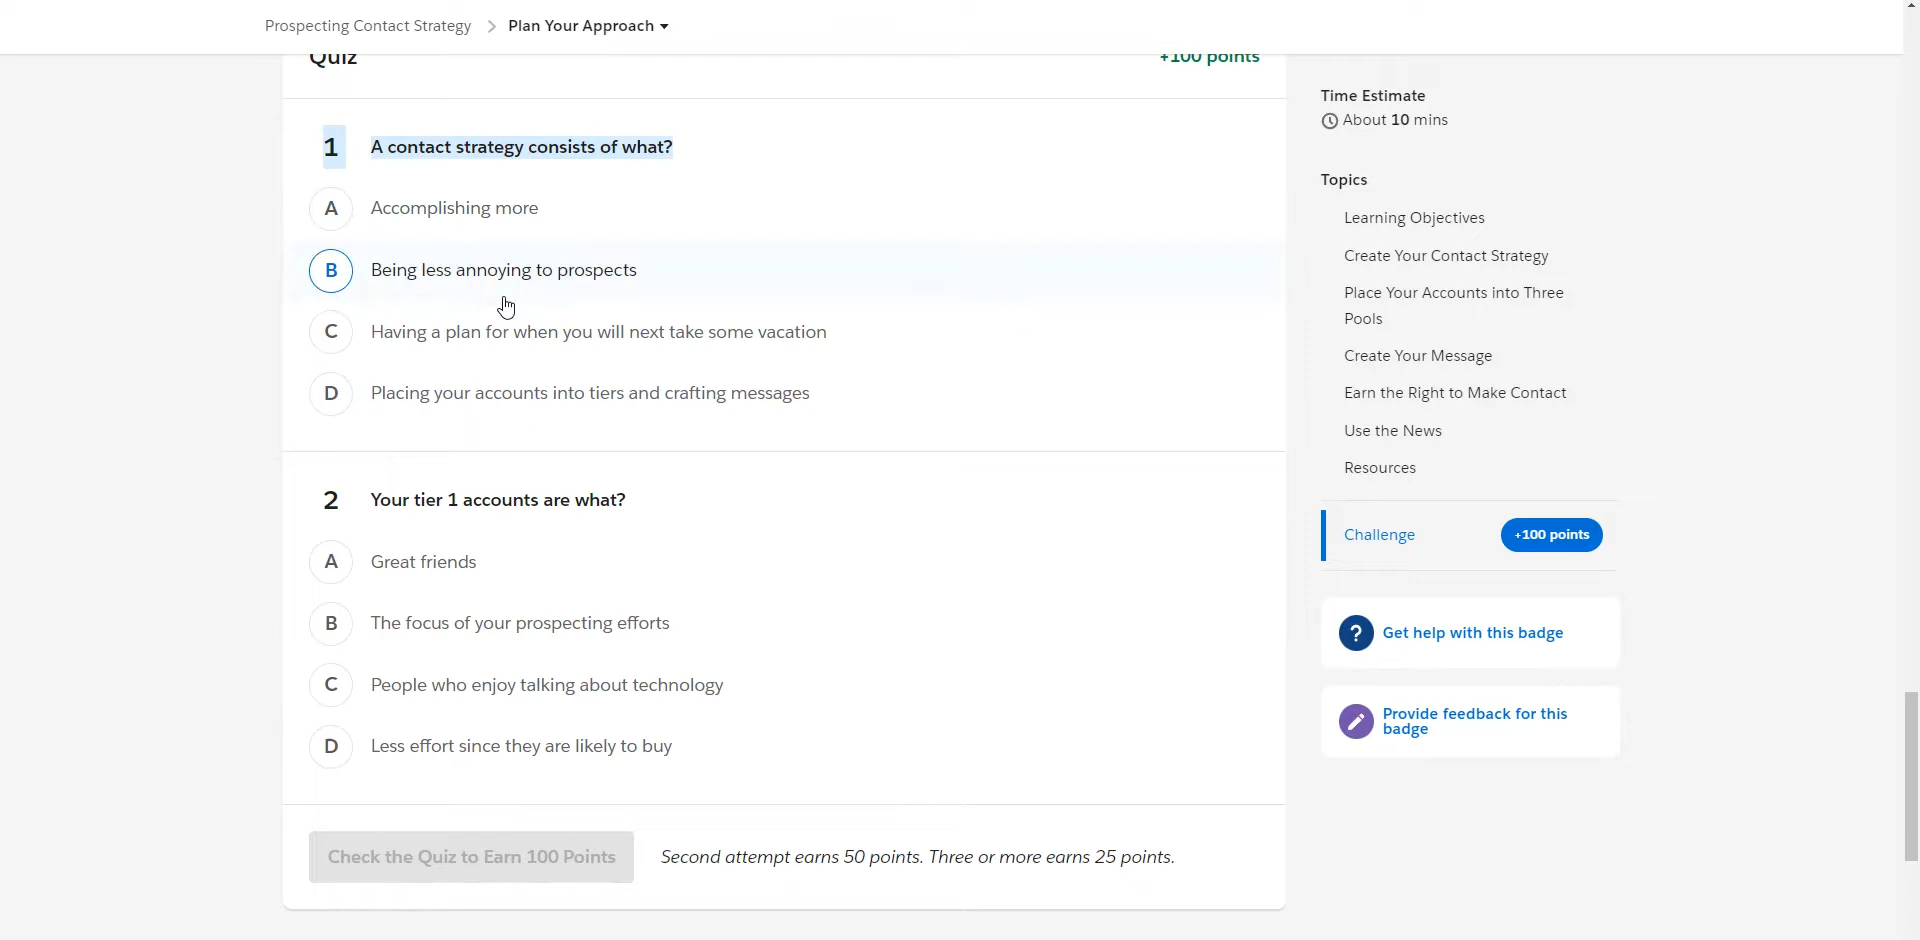 Prospecting Contact Strategy > Plan Your Approach
Quiz +100 points
1 A contact strategy consists of what?
A Accomplishing more
B Being less annoying to prospects
C Having a plan for when you will next take some vacation
D Placing your accounts into tiers and crafting messages
2 Your tier 1 accounts are what?
A Great friends
B The focus of your prospecting efforts
C People who enjoy talking about technology
D Less effort since they are likely to buy
Check the Quiz to Earn 100 Points Second attempt earns 50 points. Three or more earns 25 points.
Time Estimate
About 10 mins
Topics
Learning Objectives
Create Your Contact Strategy
Place Your Accounts into Three
Pools
Create Your Message
Earn the Right to Make Contact
Use the News
Resources
Challenge +100 points
? Get help with this badge
Provide feedback for this
badge